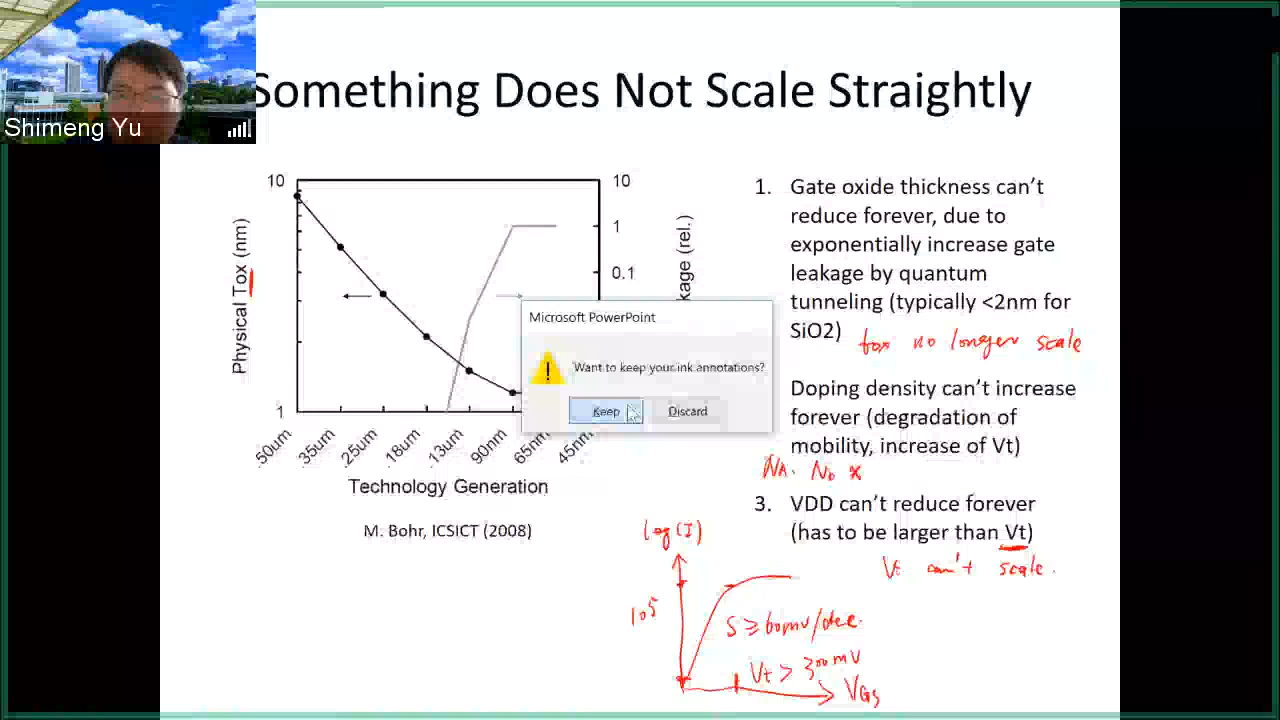 Shimeng Yu
Something Does Not Scale Straightly
10
1
Physical Tox (nm)
10
1
0.1
kage (rel.)
.50um
.35um
.25um
.18um
.13um
90nm
65nm
45nm
Technology Generation
M. Bohr, ICSICT (2008)
1. Gate oxide thickness can't
reduce forever, due to
exponentially increase gate
leakage by quantum
tunneling (typically <2nm for
SiO2)
tox no longer scale
Doping density can't increase
forever (degradation of
mobility, increase of Vt)
NA. ND x
3. VDD can't reduce forever
(has to be larger than Vt)
Vt can't scale.
Microsoft PowerPoint
Want to keep your ink annotations?
Keep
Discard
log(I)
10^5
S ≥ 60mV/dec.
Vt > 300mV
VGS